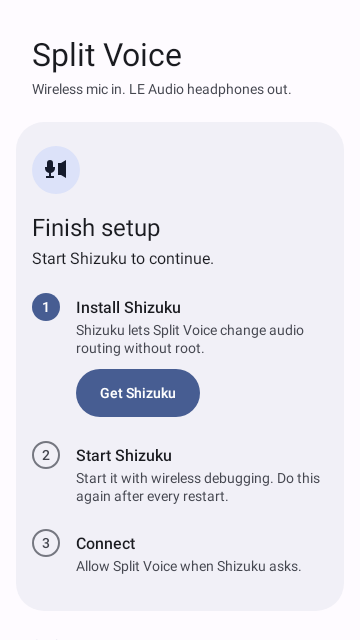 Split Voice
Wireless mic in. LE Audio headphones out.
Finish setup
Start Shizuku to continue.
1
Install Shizuku
Shizuku lets Split Voice change audio
routing without root.
Get Shizuku
2
Start Shizuku
Start it with wireless debugging. Do this
again after every restart.
3
Connect
Allow Split Voice when Shizuku asks.